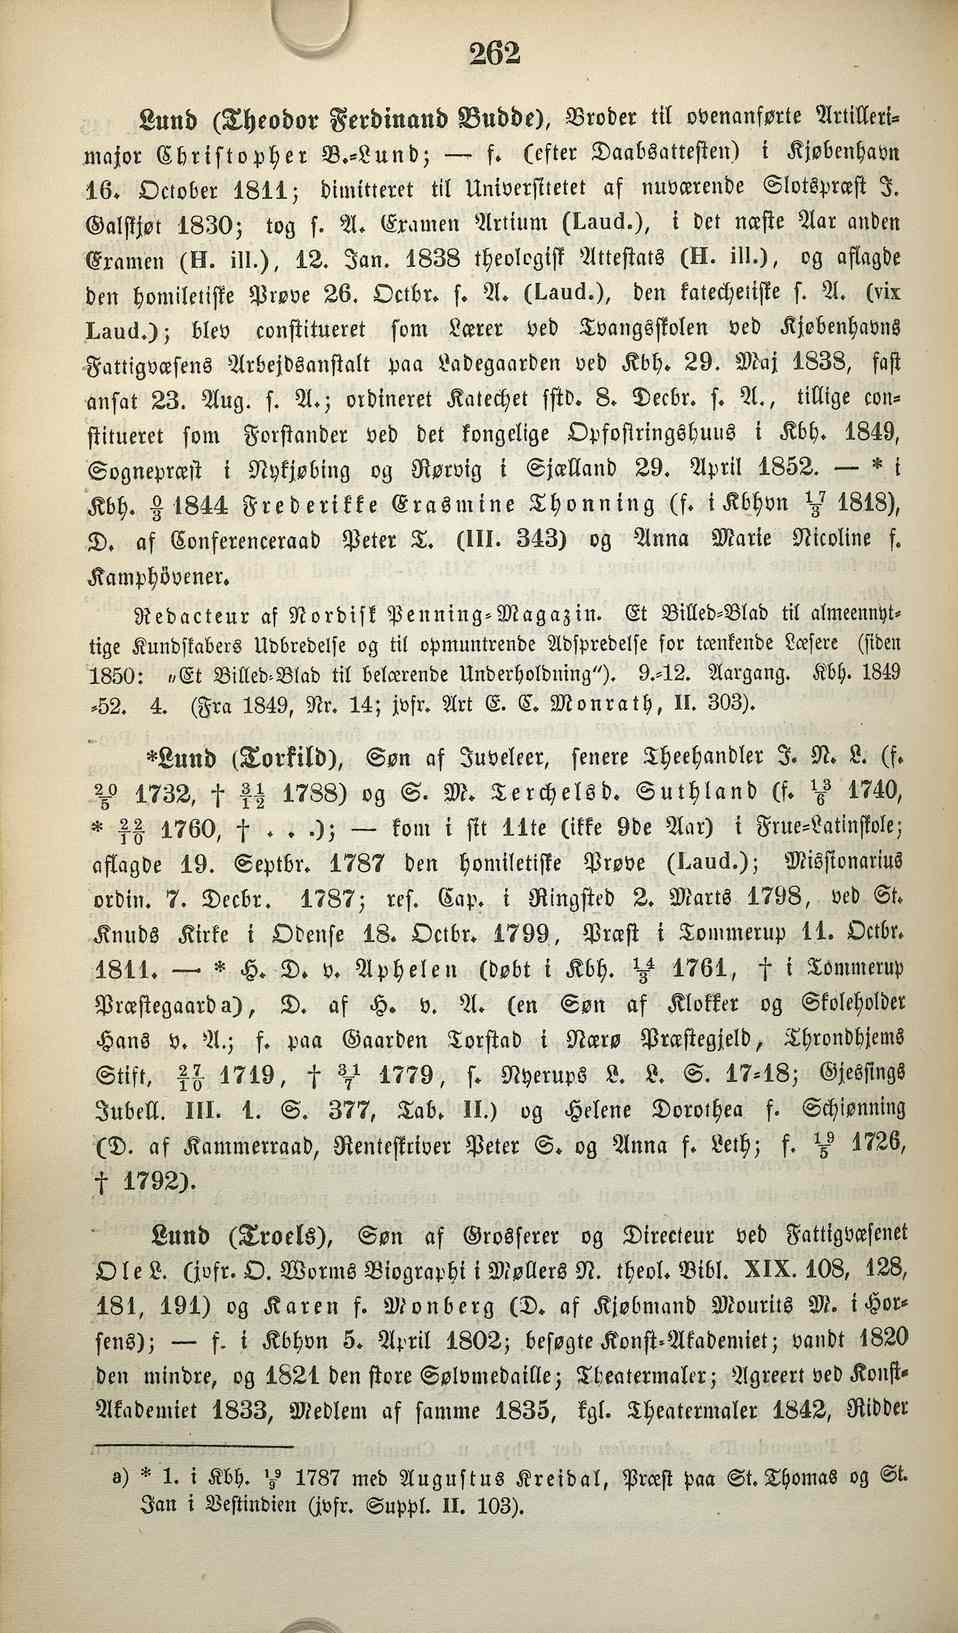 262
Lund (Theodor Ferdinand Budde), Broder til ovenanførte Artilleri-
major Christopher B.-Lund; — f. (efter Daabsattesten) i Kjøbenhavn
16. October 1811; dimitteret til Universitetet af nuværende Slotspræst J.
Galskjøt 1830; tog s. A. Examen Artium (Laud.), i det næste Aar anden
Examen (H. ill.), 12. Jan. 1838 theologisk Attestats (H. ill.), og aflagde
den homiletiske Prøve 26. Octbr. s. A. (Laud.), den katechetiske s. A. (vix
Laud.); blev constitueret som Lærer ved Tvangsskolen ved Kjøbenhavns
Fattigvæsens Arbejdsanstalt paa Ladegaarden ved Kbh. 29. Maj 1838, fast
ansat 23. Aug. s. A.; ordineret Katechet sstd. 8. Decbr. s. A., tillige con-
stitueret som Forstander ved det kongelige Opfostringshuus i Kbh. 1849,
Sognepræst i Nykjøbing og Rørvig i Sjælland 29. April 1852. — * i
Kbh. 0/3 1844 Frederikke Erasmine Thonning (f. i Kbhvn 17/3 1818),
D. af Conferenceraad Peter T. (III. 343) og Anna Marie Nicoline f.
Kamphövener.
Redacteur af Nordisk Penning-Magazin. Et Billed-Blad til almeennyt-
tige Kundskabers Udbredelse og til opmuntrende Adspredelse for tænkende Læsere (siden
1850: „Et Billed-Blad til belærende Underholdning"). 9.-12. Aargang. Kbh. 1849
-52. 4. (Fra 1849, Nr. 14; jvfr. Art E. C. Monrath, II. 303).
*Lund (Torkild), Søn af Juveleer, senere Theehandler J. N. L. (f.
20/5 1732, † 31/12 1788) og S. M. Terchelsd. Suthland (f. 13/6 1740,
* 22/10 1760, † . . .); — kom i sit 11te (ikke 9de Aar) i Frue-Latinskole;
aflagde 19. Septbr. 1787 den homiletiske Prøve (Laud.); Missionarius
ordin. 7. Decbr. 1787; res. Cap. i Ringsted 2. Marts 1798, ved St.
Knuds Kirke i Odense 18. Octbr. 1799, Præst i Tommerup 11. Octbr.
1811. — * H. D. v. Aphelen (døbt i Kbh. 14/3 1761, † i Tommerup
Præstegaard a), D. af H. v. A. (en Søn af Klokker og Skoleholder
Hans v. A.; f. paa Gaarden Torstad i Nærø Præstegjeld, Throndhjems
Stift, 27/10 1719, † 31/7 1779, s. Nyerups L. L. S. 17-18; Gjessings
Jubell. III. 1. S. 377, Tab. II.) og Helene Dorothea f. Schiønning
(D. af Kammerraad, Renteskriver Peter S. og Anna f. Leth; f. 19/5 1726,
† 1792).
Lund (Troels), Søn af Grosserer og Directeur ved Fattigvæsenet
Ole L. (jvfr. O. Worms Biographi i Møllers N. theol. Bibl. XIX. 108, 128,
181, 191) og Karen f. Monberg (D. af Kjøbmand Mourits M. i Hor-
sens); — f. i Kbhvn 5. April 1802; besøgte Konst-Akademiet; vandt 1820
den mindre, og 1821 den store Sølvmedaille; Theatermaler; Agreert ved Konst-
Akademiet 1833, Medlem af samme 1835, kgl. Theatermaler 1842, Ridder
a) * 1. i Kbh. 19/9 1787 med Augustus Kreidal, Præst paa St. Thomas og St.
Jan i Vestindien (jvfr. Suppl. II. 103).